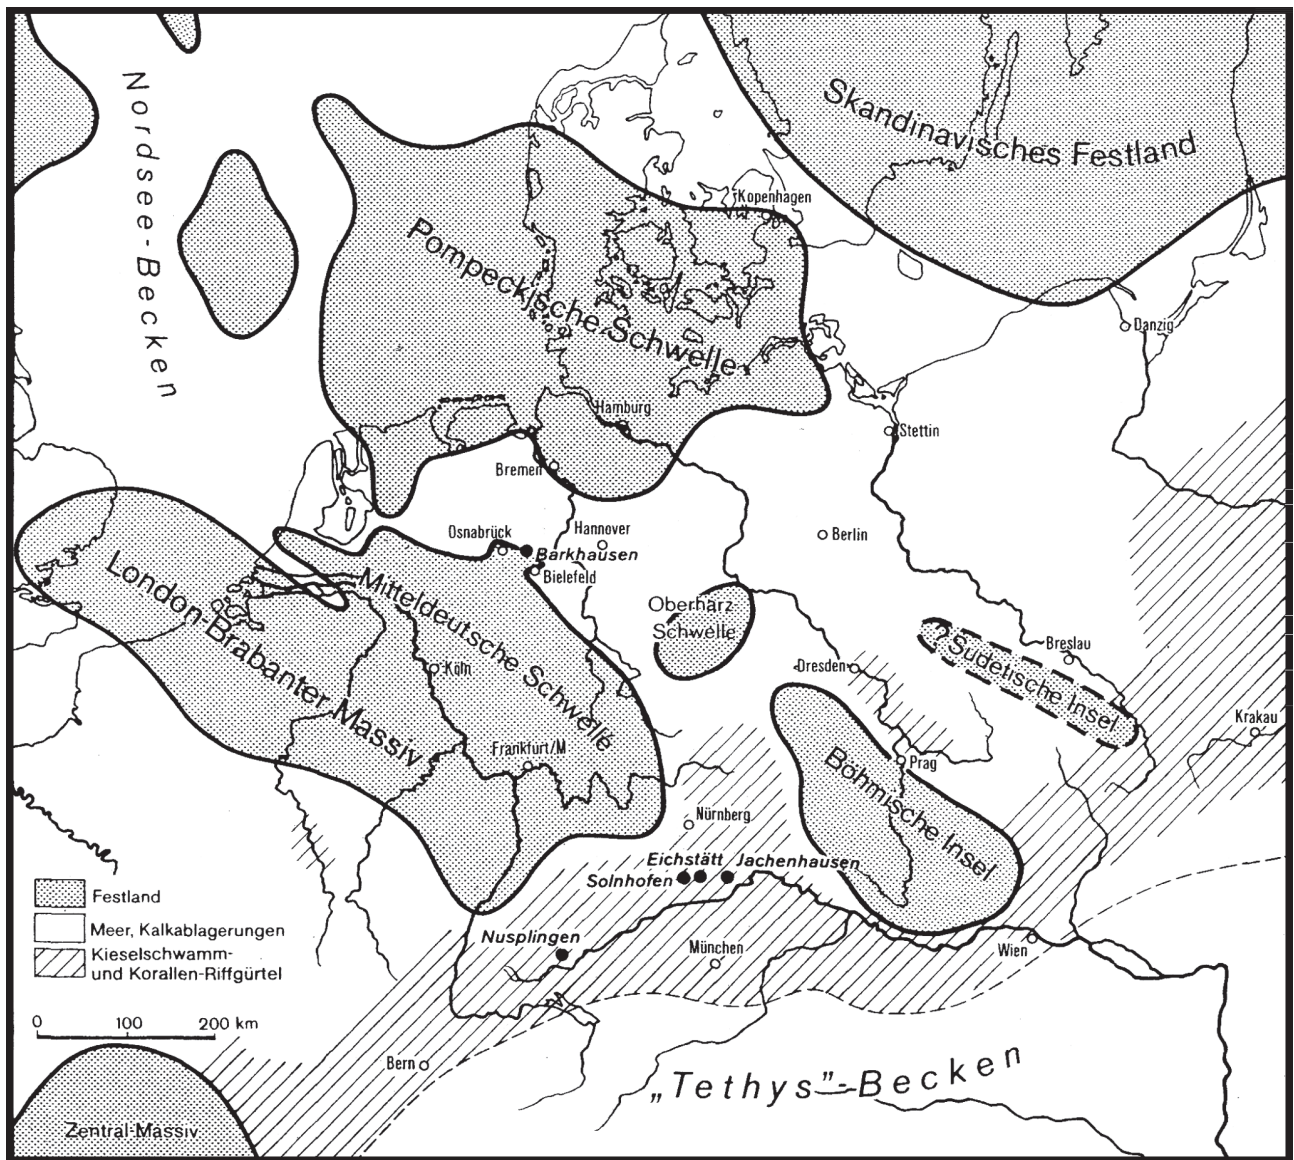 Nordsee-Becken
Skandinavisches Festland
Kopenhagen
Pompeckische-Schwelle
Danzig
Hamburg
Stettin
Bremen
Osnabrück
Hannover
Berlin
Barkhausen
Bielefeld
London-Brabanter-Massiv
Mitteldeutsche Schwelle
Oberharz
Schwelle
? Sudetische Insel
Breslau
Köln
Dresden
Krakau
Frankfurt/M
Prag
Böhmische Insel
Nürnberg
Eichstätt
Jachenhausen
Solnhofen
Festland
Meer, Kalkablagerungen
Kieselschwamm-
und Korallen-Riffgürtel
Nusplingen
München
Wien
0 100 200 km
Bern
„Tethys”-Becken
Zentral-Massiv